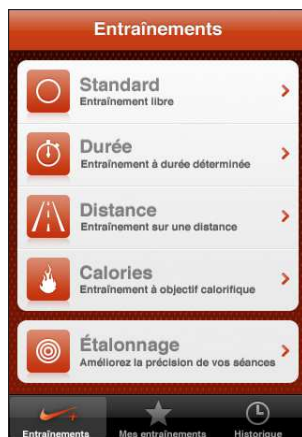 Entraînements
Standard
Entraînement libre
Durée
Entraînement à durée déterminée
Distance
Entraînement sur une distance
Calories
Entraînement à objectif calorifique
Étalonnage
Améliorez la précision de vos séances
Entraînements Mes entraînements Historique